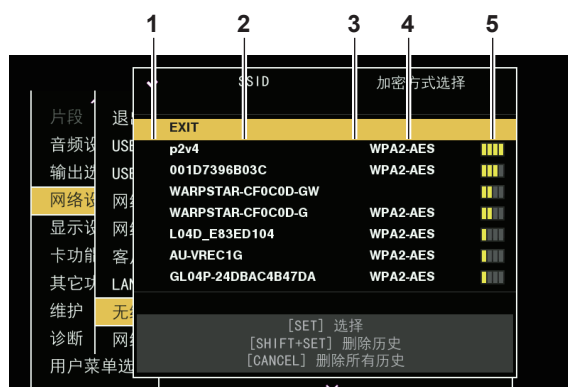 1 2 3 4 5
SSID 加密方式选择
EXIT
p2v4 WPA2-AES
001D7396B03C WPA2-AES
WARPSTAR-CF0C0D-GW
WARPSTAR-CF0C0D-G WPA2-AES
L04D_E83ED104 WPA2-AES
AU-VREC1G WPA2-AES
GL04P-24DBAC4B47DA WPA2-AES
[SET] 选择
[SHIFT+SET] 删除历史
[CANCEL] 删除所有历史
片段
音频设
输出选
网络设
显示设
卡功能
其它功
维护
诊断
用户菜单选
退
USE
USE
网
网
客
LAN
无
网